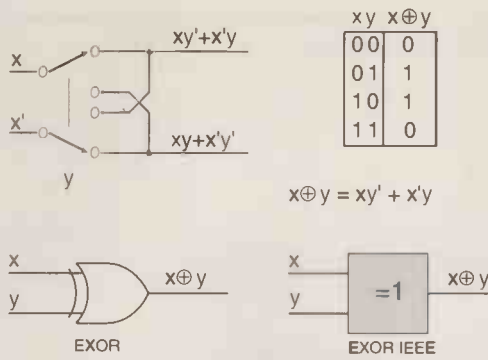 x
xy'+x'y
x'
xy+x'y'
y
x y x⊕y
0 0 0
0 1 1
1 0 1
1 1 0
x⊕y = xy' + x'y
x
y
x⊕y
EXOR
x
y
=1
x⊕y
EXOR IEEE